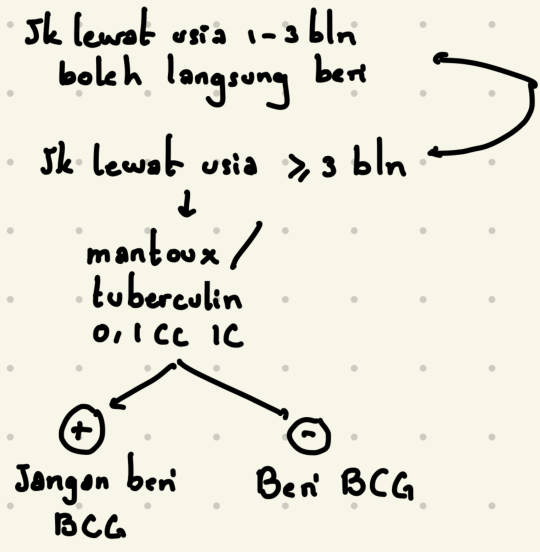 Jk lewat usia 1-3 bln
boleh langsung beri
Jk lewat usia ≥ 3 bln
↓
mantoux /
tuberculin
0,1 cc IC
+
-
Jangan beri
BCG
Beri BCG